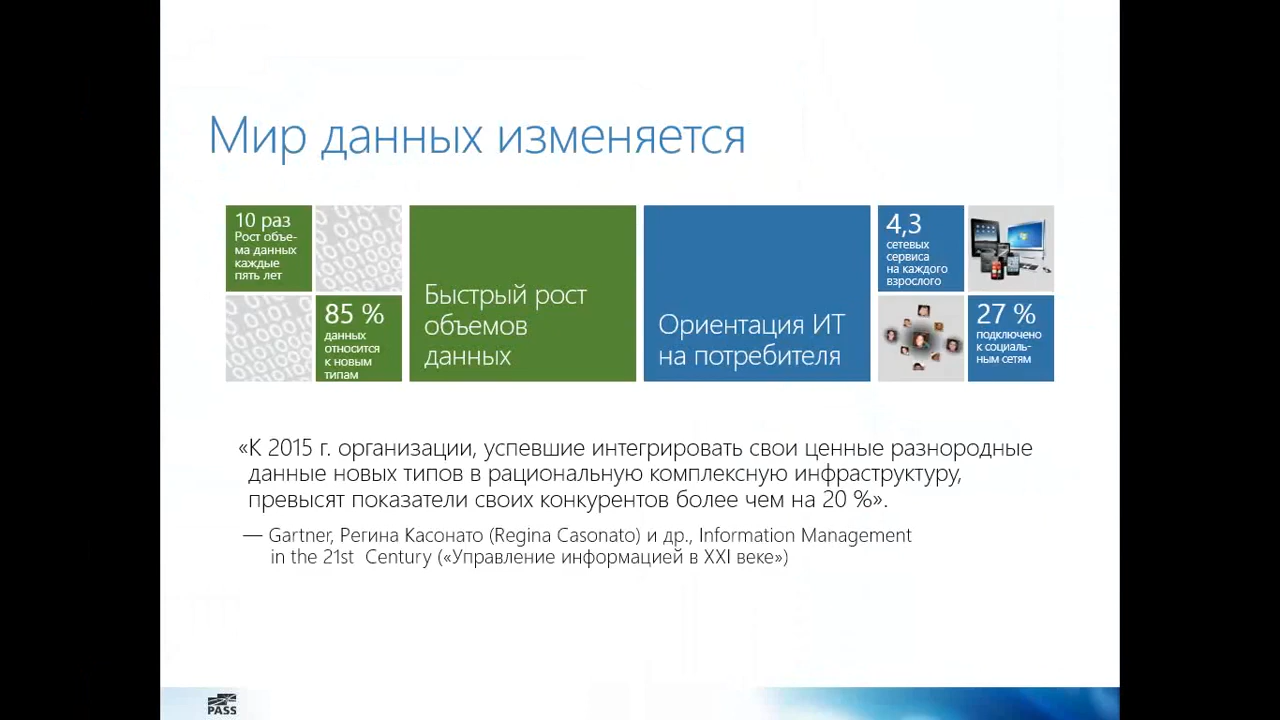 Мир данных изменяется
10 раз
Рост объе-
ма данных
каждые
пять лет
85 %
данных
относится
к новым
типам
Быстрый рост
объемов
данных
Ориентация ИТ
на потребителя
4,3
сетевых
сервиса
на каждого
взрослого
27 %
подключено
к социаль-
ным сетям
«К 2015 г. организации, успевшие интегрировать свои ценные разнородные
данные новых типов в рациональную комплексную инфраструктуру,
превысят показатели своих конкурентов более чем на 20 %».
— Gartner, Регина Касонато (Regina Casonato) и др., Information Management
in the 21st Century («Управление информацией в XXI веке»)
PASS